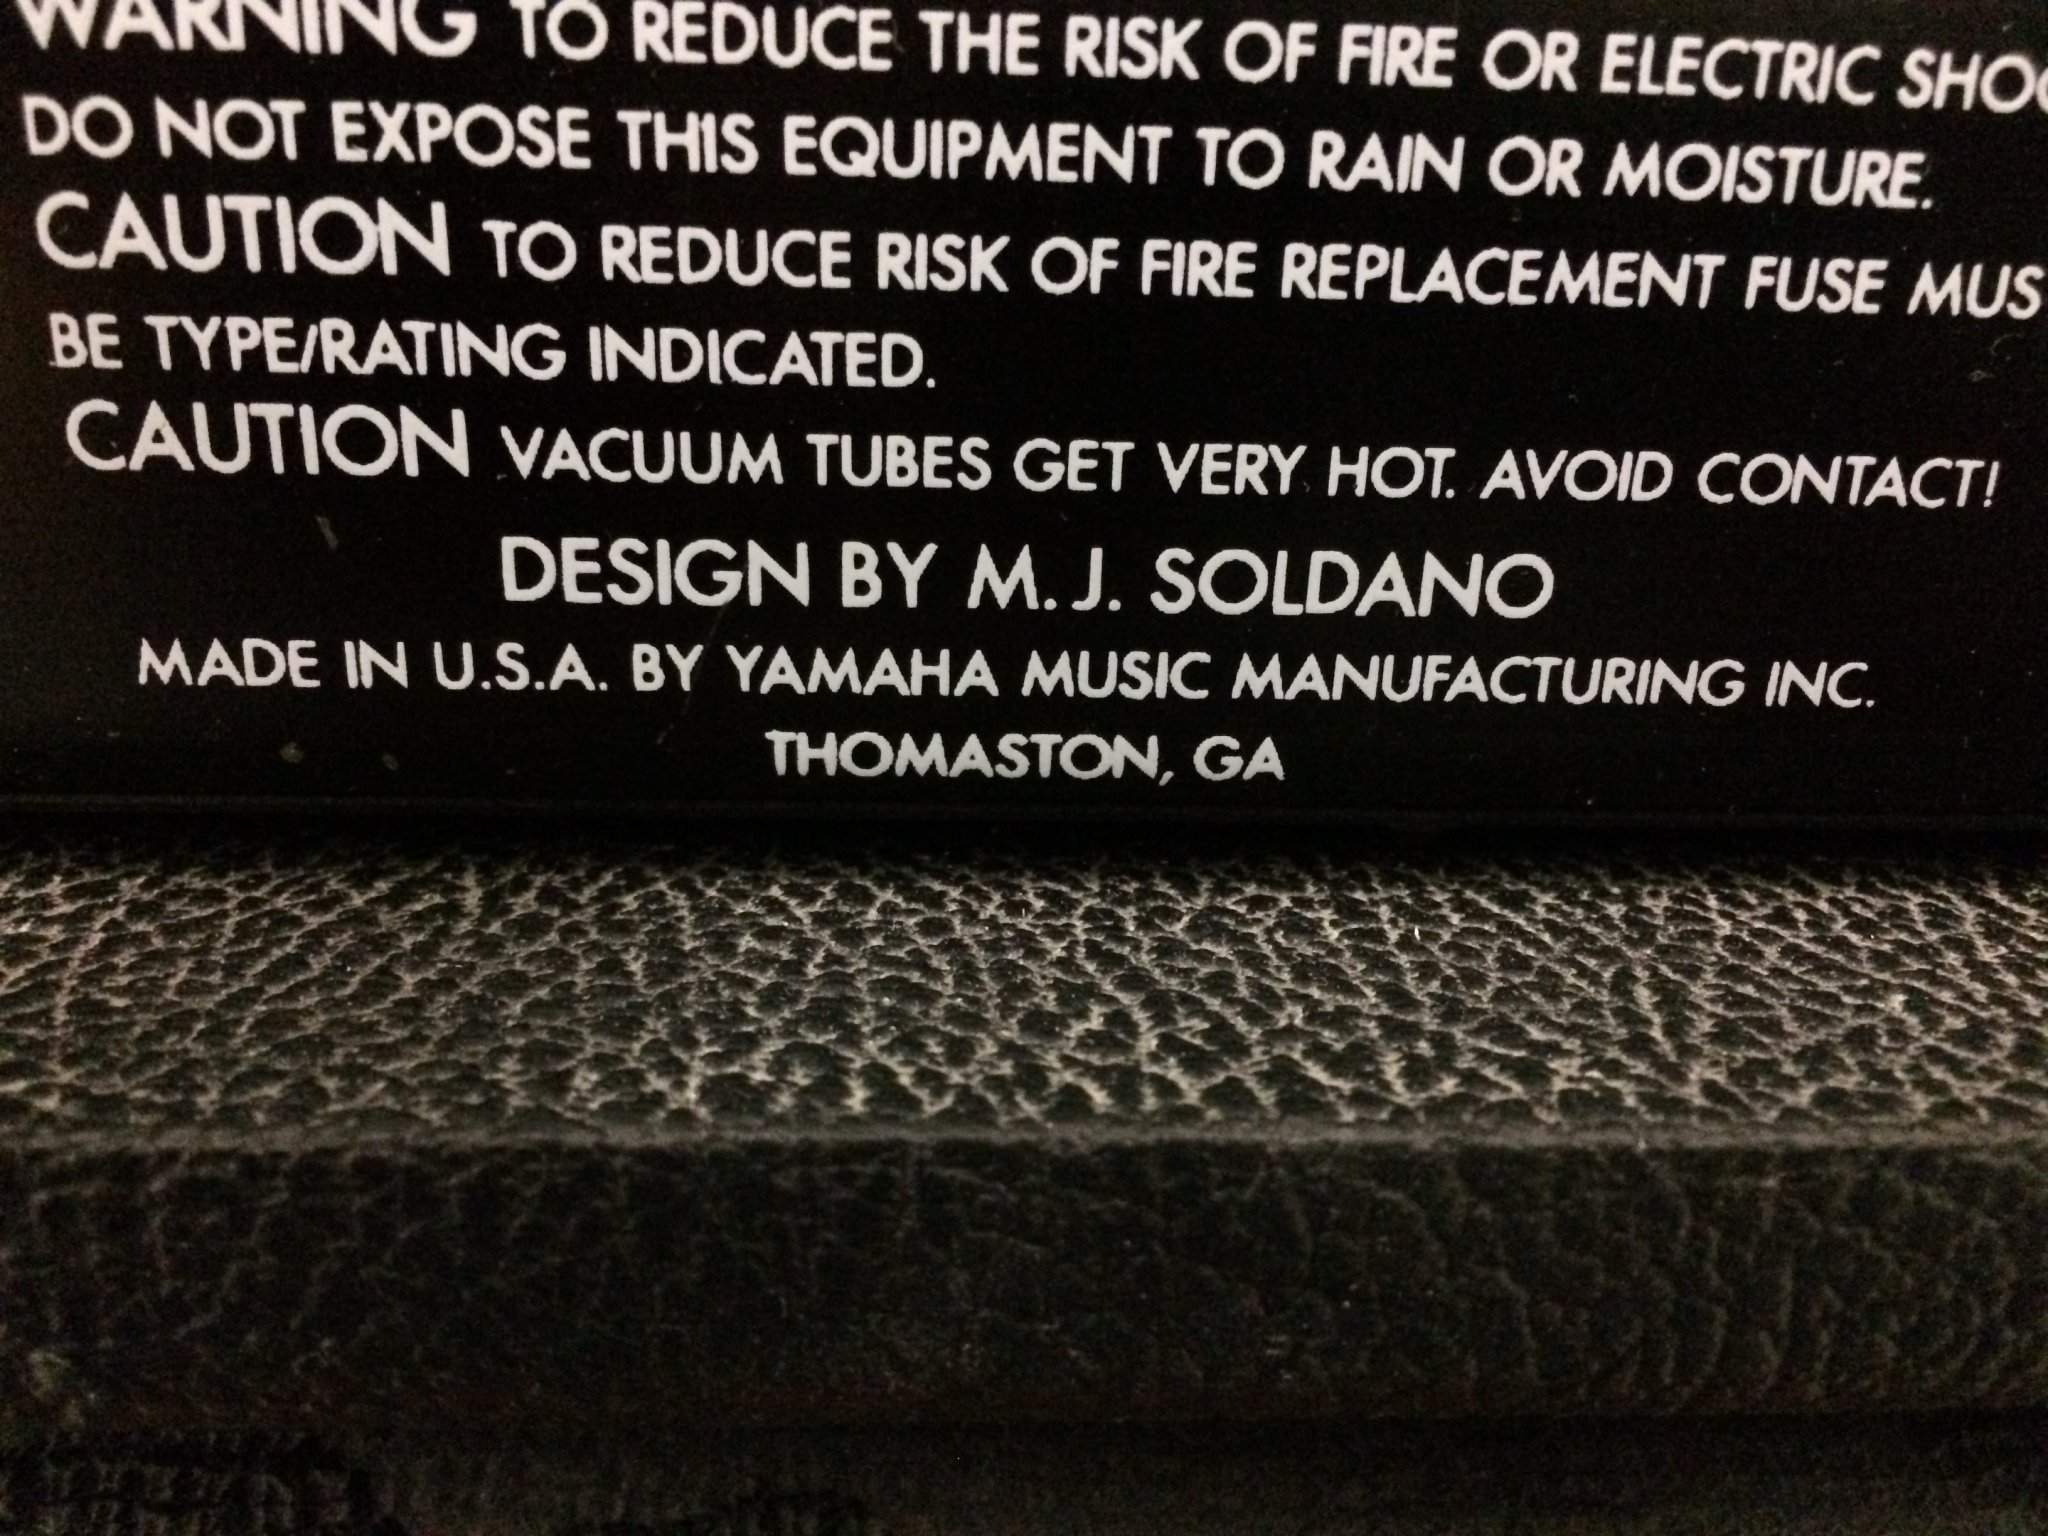 WARNING TO REDUCE THE RISK OF FIRE OR ELECTRIC SHOC
DO NOT EXPOSE THIS EQUIPMENT TO RAIN OR MOISTURE.
CAUTION TO REDUCE RISK OF FIRE REPLACEMENT FUSE MUS
BE TYPE/RATING INDICATED.
CAUTION VACUUM TUBES GET VERY HOT. AVOID CONTACT!
DESIGN BY M. J. SOLDANO
MADE IN U.S.A. BY YAMAHA MUSIC MANUFACTURING INC.
THOMASTON, GA